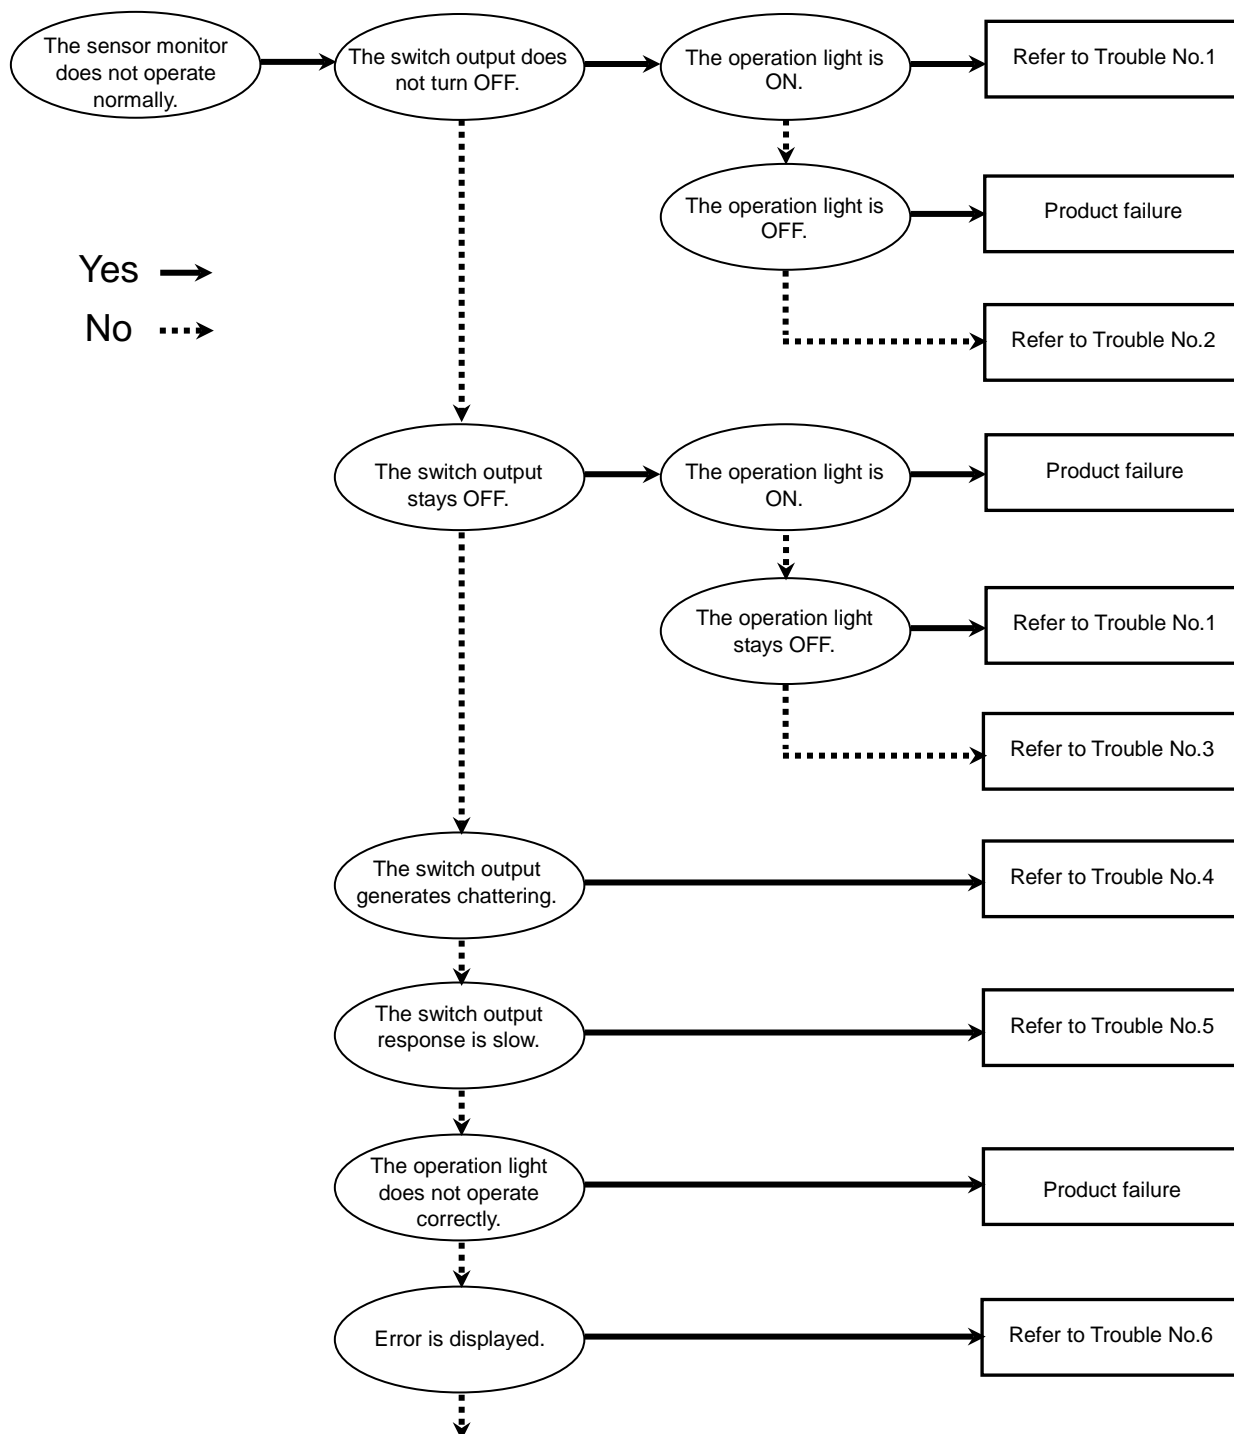 The sensor monitor
does not operate
normally.
The switch output does
not turn OFF.
The operation light is
ON.
Refer to Trouble No.1
The operation light is
OFF.
Product failure
Yes
No
Refer to Trouble No.2
The switch output
stays OFF.
The operation light is
ON.
Product failure
The operation light
stays OFF.
Refer to Trouble No.1
Refer to Trouble No.3
The switch output
generates chattering.
Refer to Trouble No.4
The switch output
response is slow.
Refer to Trouble No.5
The operation light
does not operate
correctly.
Product failure
Error is displayed.
Refer to Trouble No.6